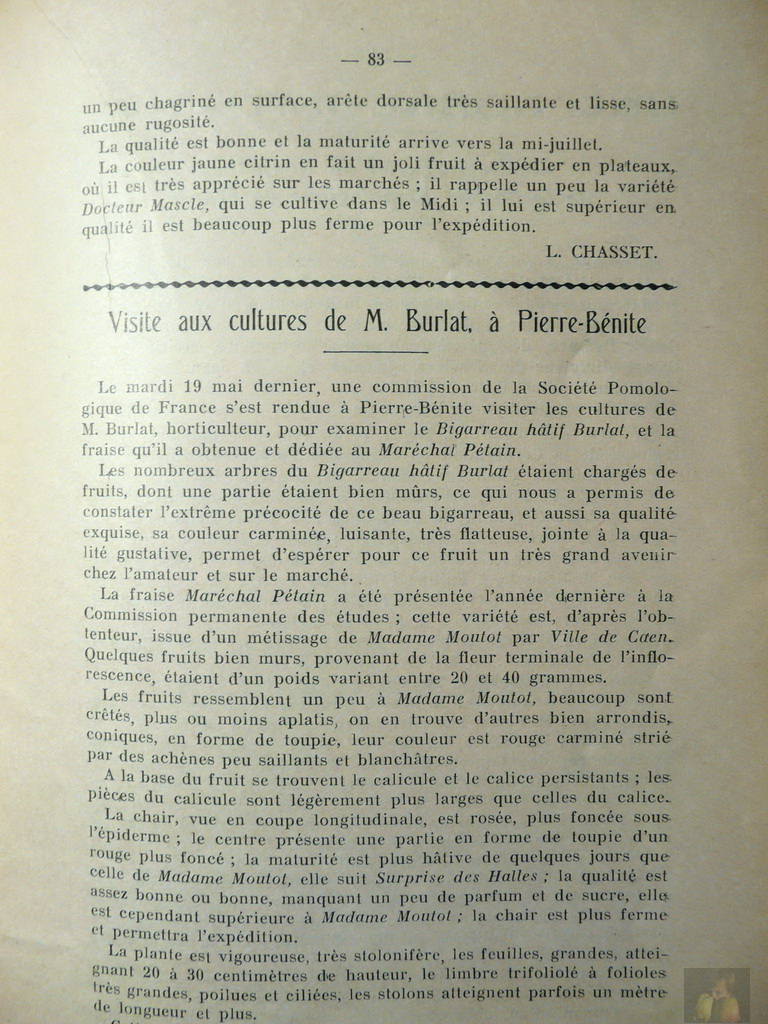 — 83 —
un peu chagriné en surface, arête dorsale très saillante et lisse, sans
aucune rugosité.
La qualité est bonne et la maturité arrive vers la mi-juillet.
La couleur jaune citrin en fait un joli fruit à expédier en plateaux,
où il est très apprécié sur les marchés ; il rappelle un peu la variété
Docteur Mascle, qui se cultive dans le Midi ; il lui est supérieur en
qualité il est beaucoup plus ferme pour l'expédition.
L. CHASSET.
Visite aux cultures de M. Burlat, à Pierre-Bénite
Le mardi 19 mai dernier, une commission de la Société Pomolo-
gique de France s'est rendue à Pierre-Bénite visiter les cultures de
M. Burlat, horticulteur, pour examiner le Bigarreau hâtif Burlat, et la
fraise qu'il a obtenue et dédiée au Maréchal Pétain.
Les nombreux arbres du Bigarreau hâtif Burlat étaient chargés de
fruits, dont une partie étaient bien mûrs, ce qui nous a permis de
constater l'extrême précocité de ce beau bigarreau, et aussi sa qualité
exquise, sa couleur carminée, luisante, très flatteuse, jointe à la qua-
lité gustative, permet d'espérer pour ce fruit un très grand avenir
chez l'amateur et sur le marché.
La fraise Maréchal Pétain a été présentée l'année dernière à la
Commission permanente des études ; cette variété est, d'après l'ob-
tenteur, issue d'un métissage de Madame Moutot par Ville de Caen.
Quelques fruits bien murs, provenant de la fleur terminale de l'inflo-
rescence, étaient d'un poids variant entre 20 et 40 grammes.
Les fruits ressemblent un peu à Madame Moutot, beaucoup sont
crêtés, plus ou moins aplatis, on en trouve d'autres bien arrondis,
coniques, en forme de toupie, leur couleur est rouge carminé strié
par des achènes peu saillants et blanchâtres.
A la base du fruit se trouvent le calicule et le calice persistants ; les
pièces du calicule sont légèrement plus larges que celles du calice.
La chair, vue en coupe longitudinale, est rosée, plus foncée sous
l'épiderme ; le centre présente une partie en forme de toupie d'un
rouge plus foncé ; la maturité est plus hâtive de quelques jours que
celle de Madame Moutot, elle suit Surprise des Halles ; la qualité est
assez bonne ou bonne, manquant un peu de parfum et de sucre, elle
est cependant supérieure à Madame Moutot ; la chair est plus ferme
et permettra l'expédition.
La plante est vigoureuse, très stolonifère, les feuilles, grandes, attei-
gnant 20 à 30 centimètres de hauteur, le limbre trifoliolé à folioles
très grandes, poilues et ciliées, les stolons atteignent parfois un mètre
de longueur et plus.